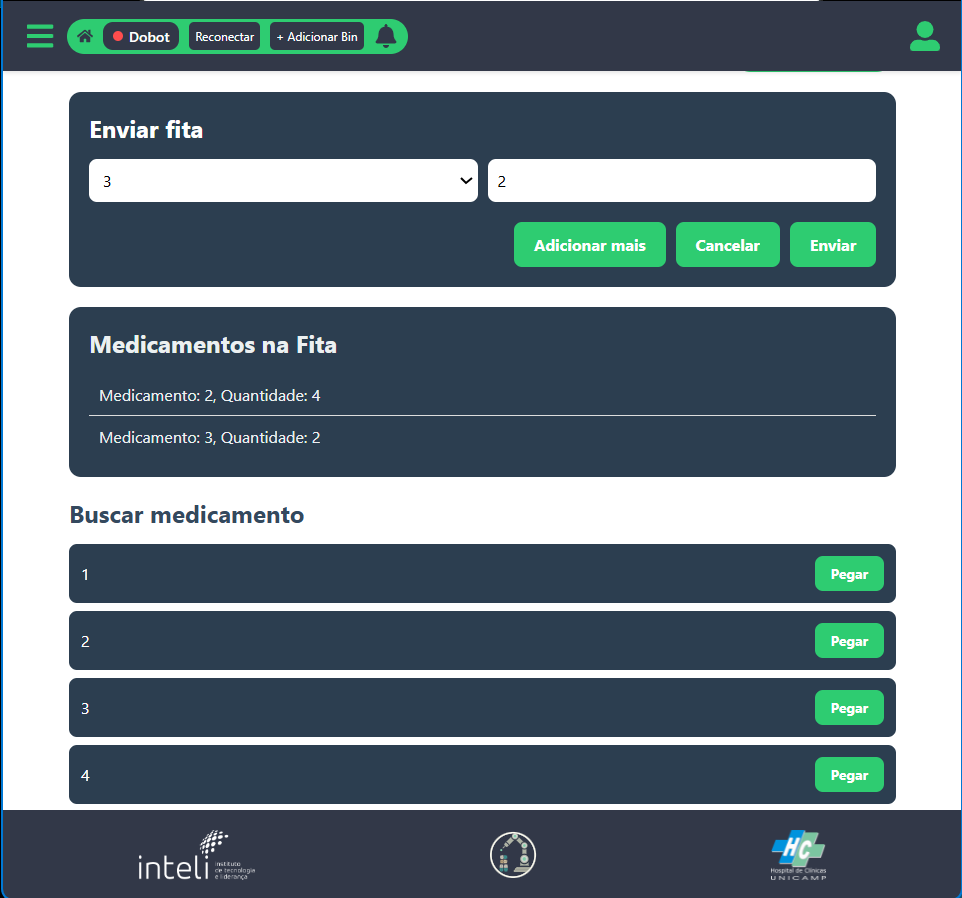 Dobot
Reconectar
+ Adicionar Bin
Enviar fita
3
2
Adicionar mais
Cancelar
Enviar
Medicamentos na Fita
Medicamento: 2, Quantidade: 4
Medicamento: 3, Quantidade: 2
Buscar medicamento
1
Pegar
2
Pegar
3
Pegar
4
Pegar
inteli
instituto
de tecnologia
e liderança
HC
Hospital de Clínicas
UNICAMP